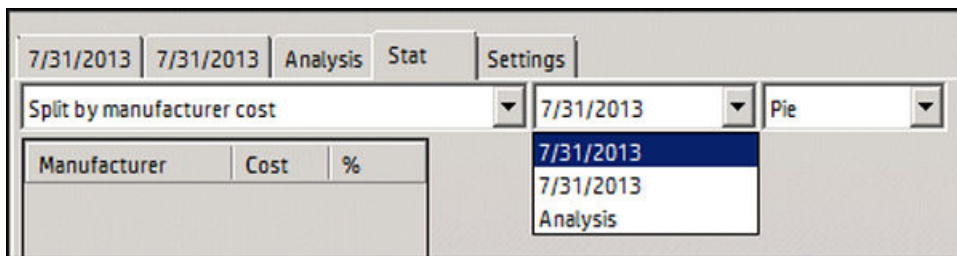 7/31/2013 7/31/2013 Analysis Stat Settings
Split by manufacturer cost 7/31/2013 Pie
Manufacturer Cost %
7/31/2013
7/31/2013
Analysis